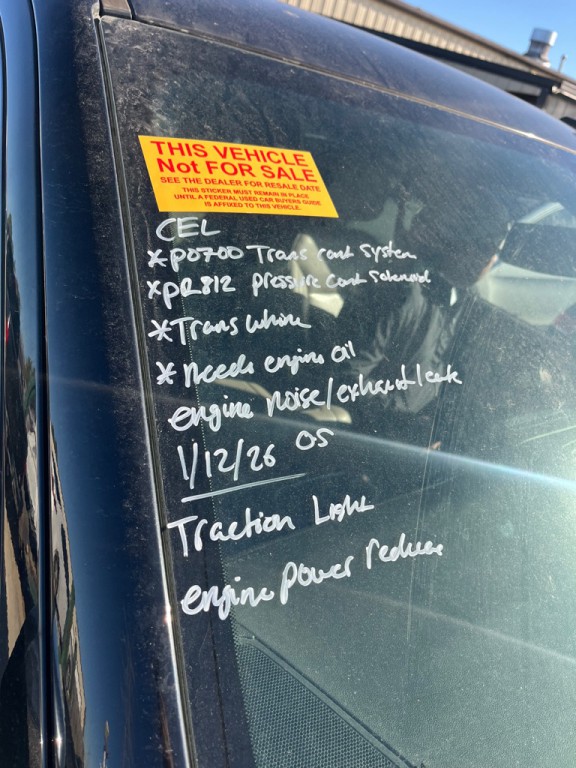 THIS VEHICLE
Not FOR SALE
SEE THE DEALER FOR RESALE DATE
THIS STICKER MUST REMAIN IN PLACE
UNTIL A FEDERAL USED CAR BUYERS GUIDE
IS AFFIXED TO THIS VEHICLE.
CEL
*P0700 Trans cont System
*P2812 pressure Cont Solenoid
*Trans whine
*needs engine oil
engine noise/exhaust leak
1/12/26 OS
Traction Light
engine power reduce